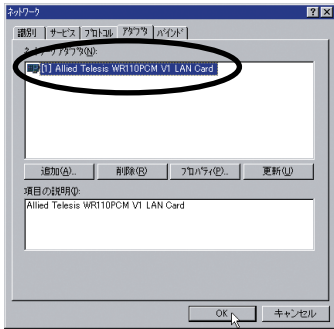 ネットワーク
識別 サービス プロトコル アダプタ バインド
ネットワーク アダプタ(N):
[1] Allied Telesis WR110PCM V1 LAN Card
追加(A)... 削除(R) プロパティ(P)... 更新(U)
項目の説明(I):
Allied Telesis WR110PCM V1 LAN Card
OK キャンセル